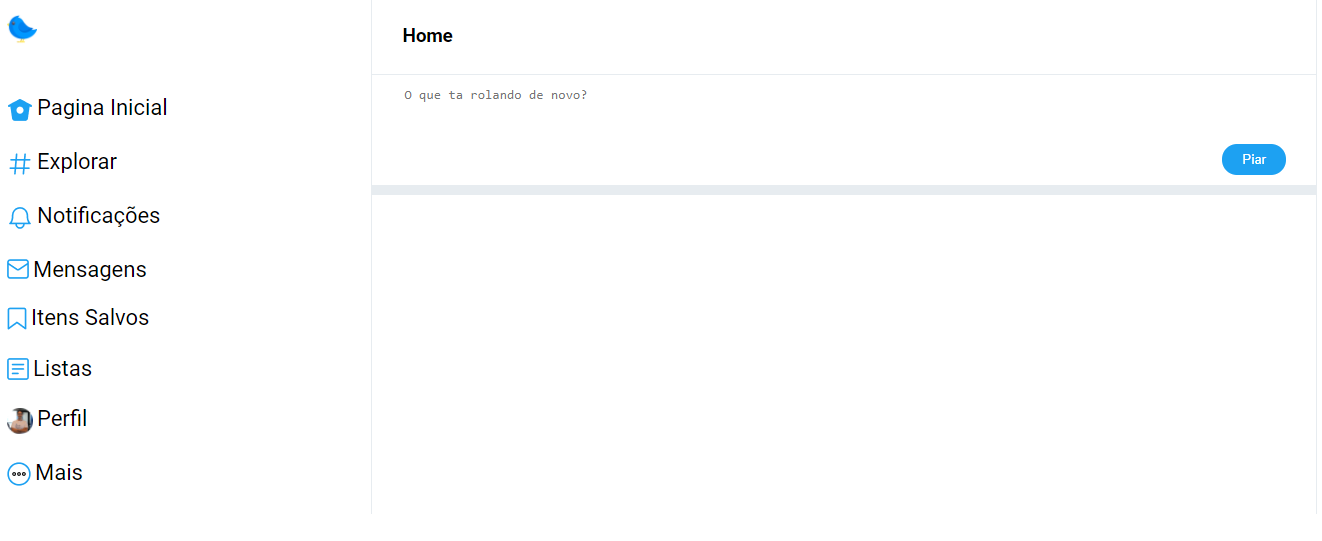 Home
O que ta rolando de novo?
Piar
Pagina Inicial
Explorar
Notificações
Mensagens
Itens Salvos
Listas
Perfil
Mais